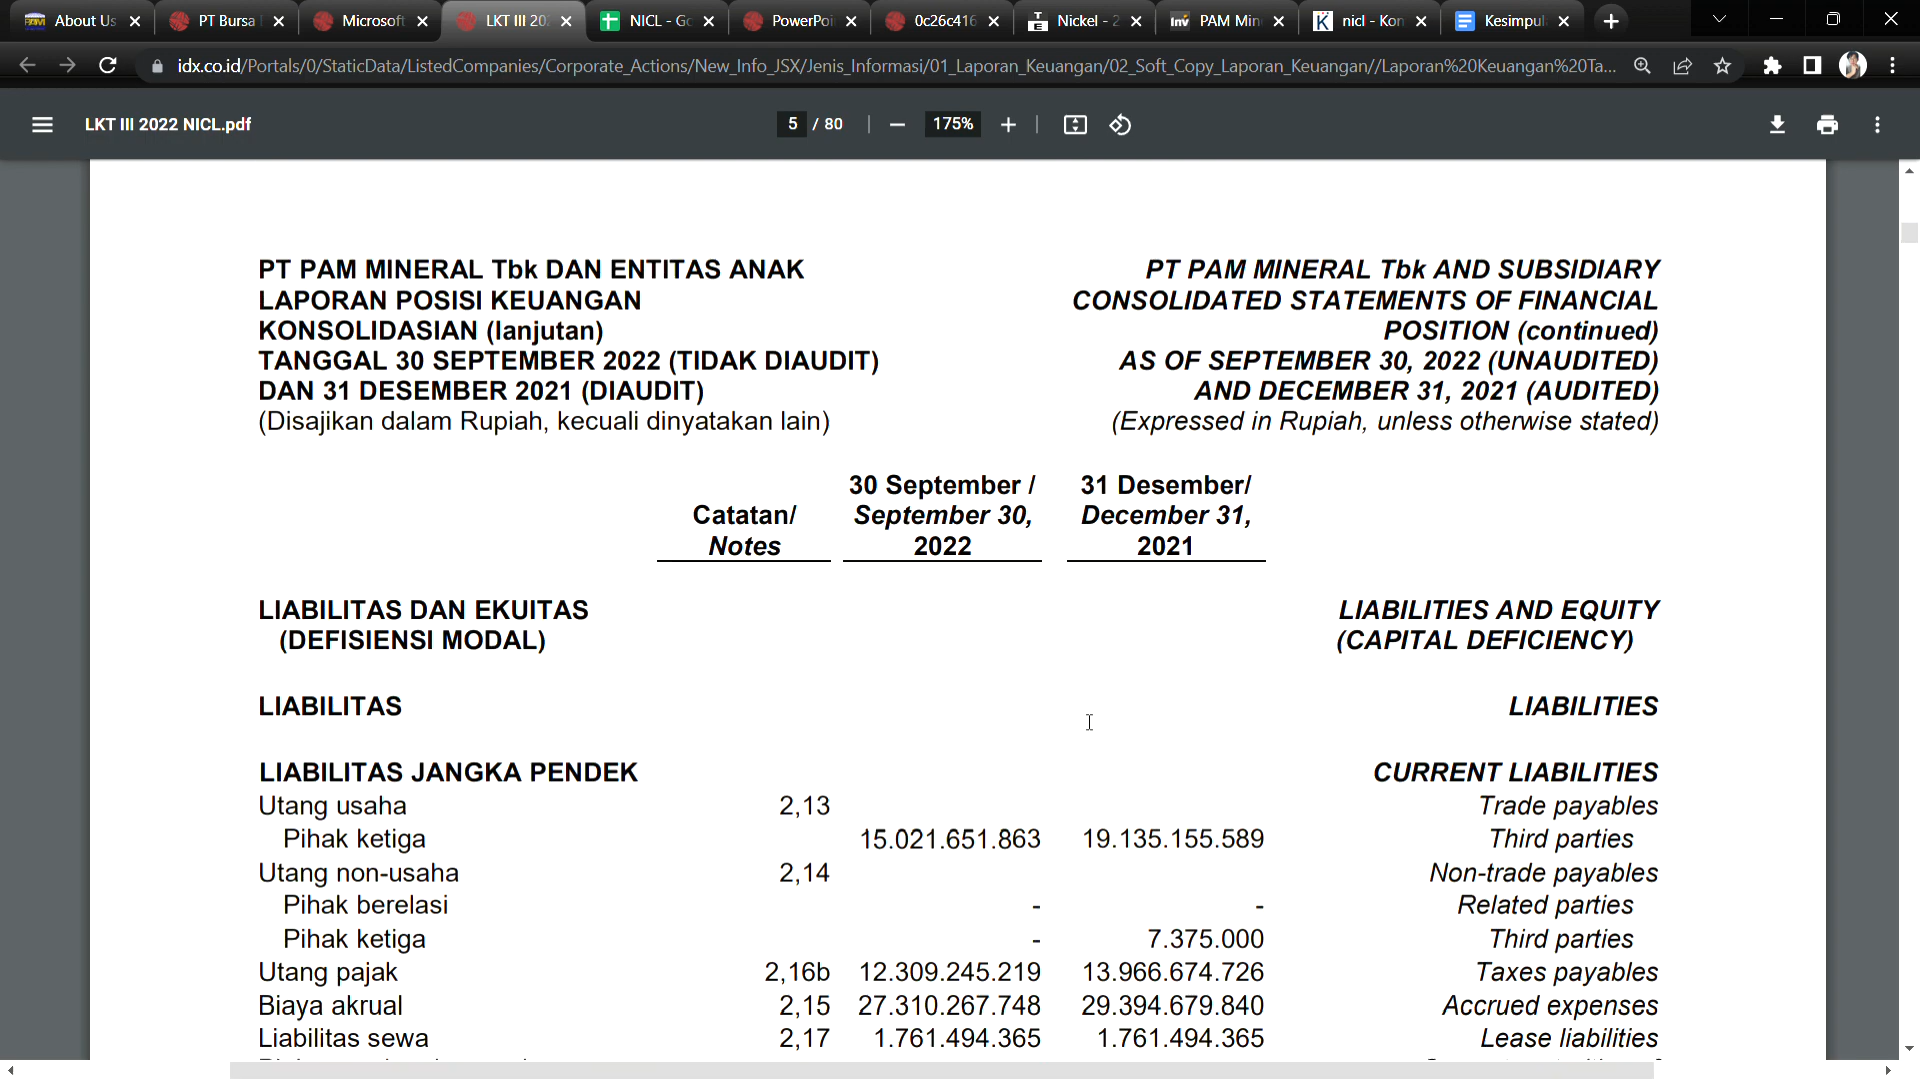 About Us
PT Bursa
Microsoft
LKT III 202
NICL - Go
PowerPoi
0c26c416
Nickel - 2
PAM Min
nicl - Kon
Kesimpul
idx.co.id/Portals/0/StaticData/ListedCompanies/Corporate_Actions/New_Info_JSX/Jenis_Informasi/01_Laporan_Keuangan/02_Soft_Copy_Laporan_Keuangan//Laporan%20Keuangan%20Ta...
LKT III 2022 NICL.pdf
5 / 80
175%
PT PAM MINERAL Tbk DAN ENTITAS ANAK
LAPORAN POSISI KEUANGAN
KONSOLIDASIAN (lanjutan)
TANGGAL 30 SEPTEMBER 2022 (TIDAK DIAUDIT)
DAN 31 DESEMBER 2021 (DIAUDIT)
(Disajikan dalam Rupiah, kecuali dinyatakan lain)
PT PAM MINERAL Tbk AND SUBSIDIARY
CONSOLIDATED STATEMENTS OF FINANCIAL
POSITION (continued)
AS OF SEPTEMBER 30, 2022 (UNAUDITED)
AND DECEMBER 31, 2021 (AUDITED)
(Expressed in Rupiah, unless otherwise stated)
Catatan/
Notes
30 September /
September 30,
2022
31 Desember/
December 31,
2021
LIABILITAS DAN EKUITAS
(DEFISIENSI MODAL)
LIABILITIES AND EQUITY
(CAPITAL DEFICIENCY)
LIABILITAS LIABILITIES
LIABILITAS JANGKA PENDEK CURRENT LIABILITIES
Utang usaha 2,13 Trade payables
Pihak ketiga 15.021.651.863 19.135.155.589 Third parties
Utang non-usaha 2,14 Non-trade payables
Pihak berelasi - - Related parties
Pihak ketiga - 7.375.000 Third parties
Utang pajak 2,16b 12.309.245.219 13.966.674.726 Taxes payables
Biaya akrual 2,15 27.310.267.748 29.394.679.840 Accrued expenses
Liabilitas sewa 2,17 1.761.494.365 1.761.494.365 Lease liabilities